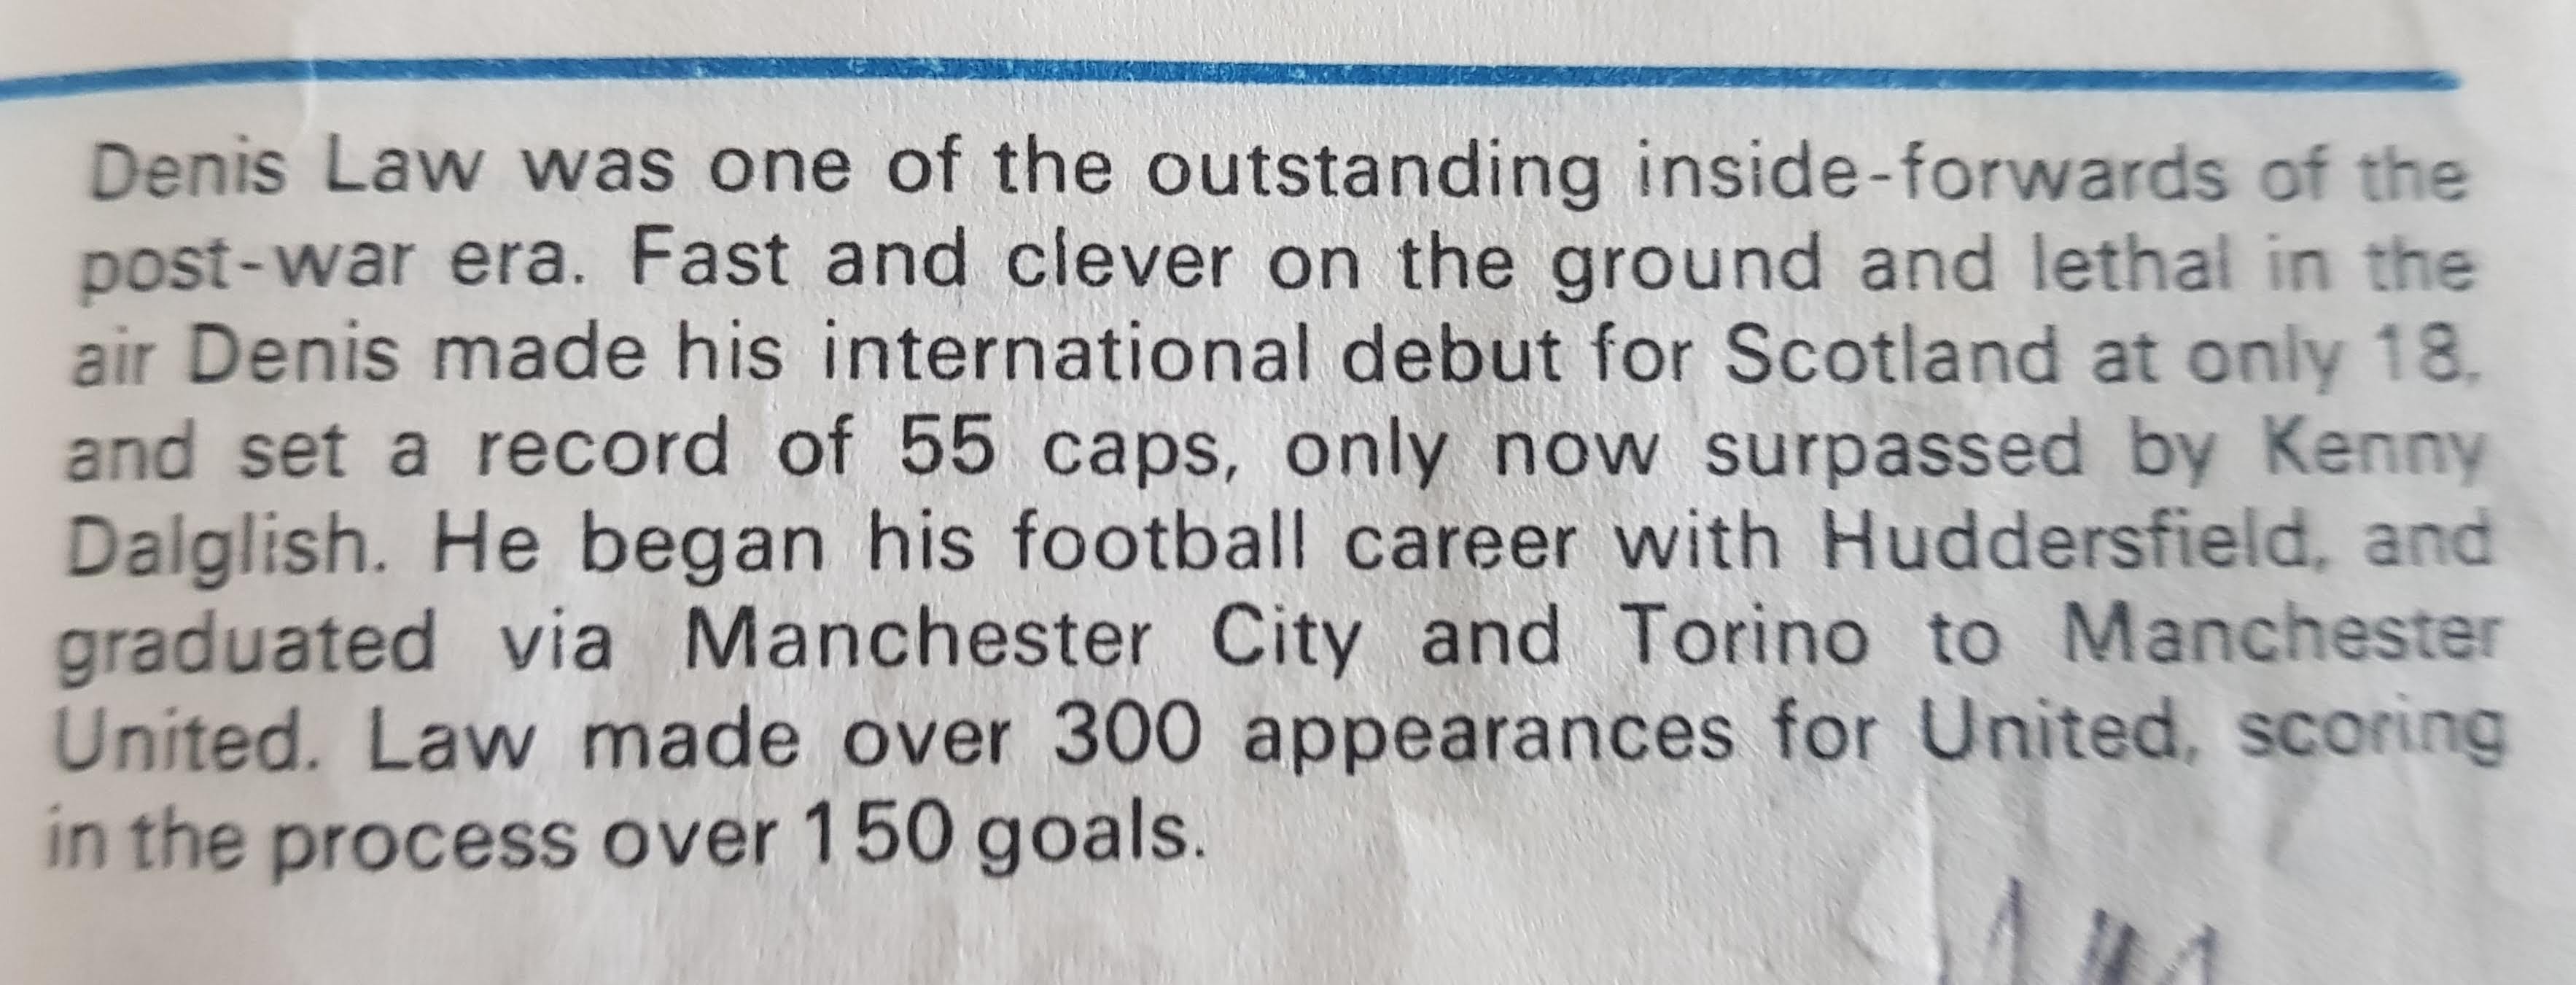 Denis Law was one of the outstanding inside-forwards of the
post-war era. Fast and clever on the ground and lethal in the
air Denis made his international debut for Scotland at only 18,
and set a record of 55 caps, only now surpassed by Kenny
Dalglish. He began his football career with Huddersfield, and
graduated via Manchester City and Torino to Manchester
United. Law made over 300 appearances for United, scoring
in the process over 150 goals.